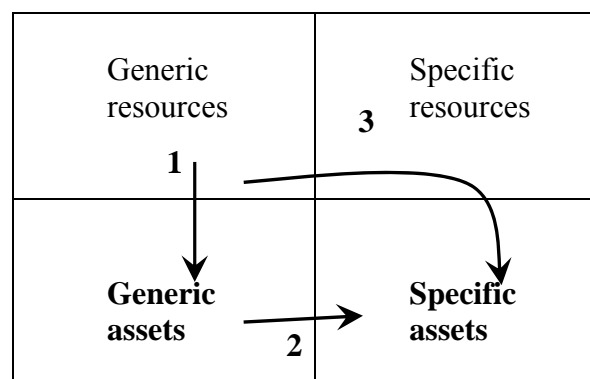 Generic
resources
Specific
resources
3
1
Generic
assets
Specific
assets
2